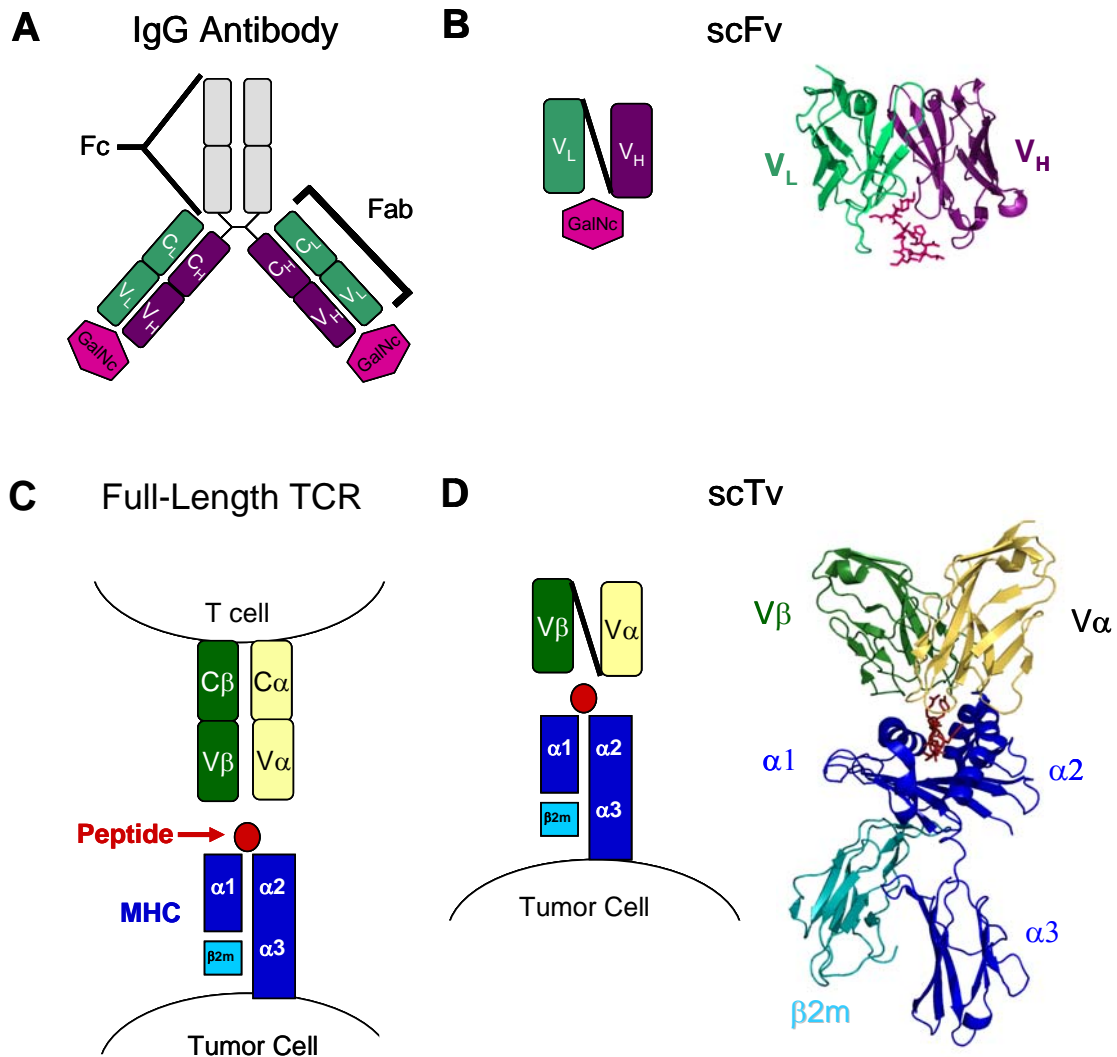 A
IgG Antibody
Fc
Fab
CL
CH
VL
VH
GalNc
CL
CH
VL
VH
GalNc
B
scFv
VL
VH
GalNc
VL
VH
C
Full-Length TCR
T cell
Cβ
Cα
Vβ
Vα
Peptide
MHC
α1
α2
β2m
α3
Tumor Cell
D
scTv
Vβ
Vα
α1
α2
β2m
α3
Tumor Cell
Vβ
Vα
α1
α2
α3
β2m